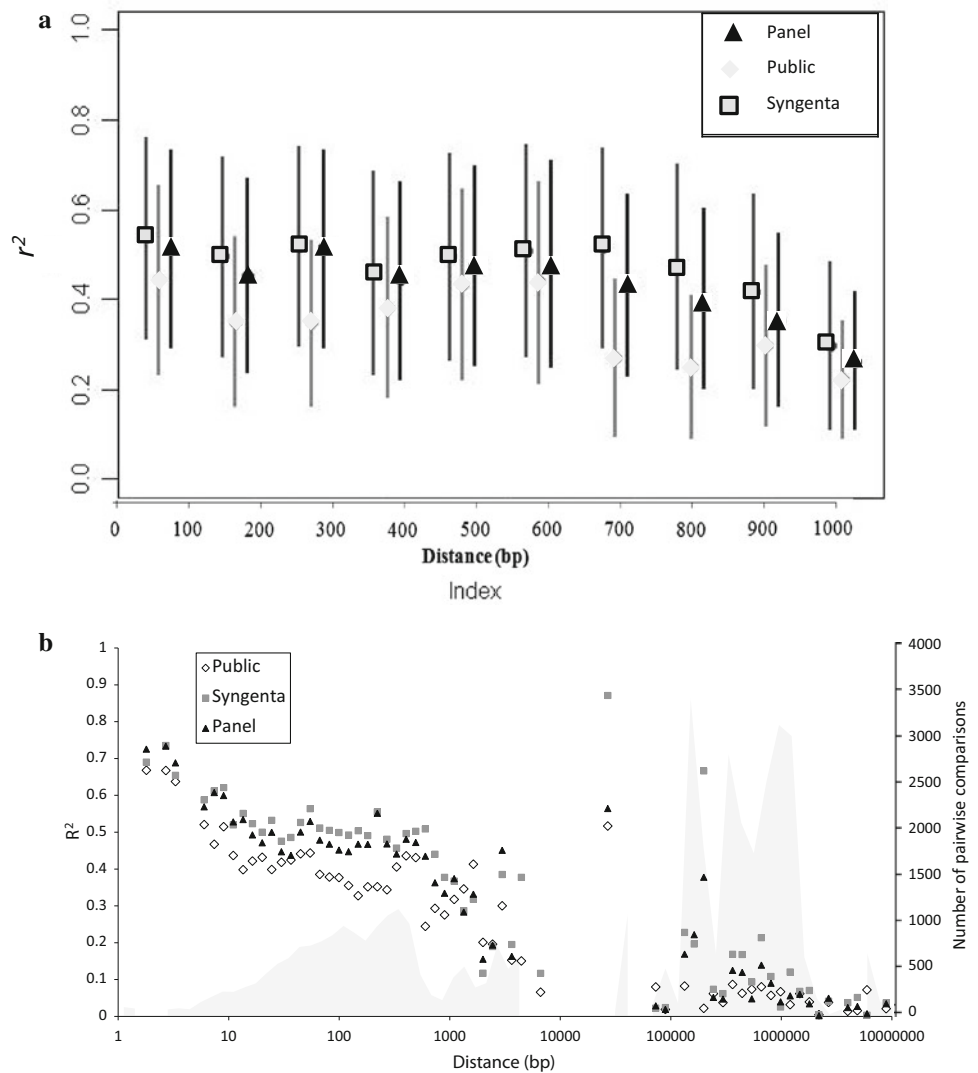 a
1.0
0.8
0.6
0.4
0.2
0.0
r²
Panel
Public
Syngenta
0 100 200 300 400 500 600 700 800 900 1000
Distance (bp)
Index
b
1
0.9
0.8
0.7
0.6
0.5
0.4
0.3
0.2
0.1
0
R²
Public
Syngenta
Panel
4000
3500
3000
2500
2000
1500
1000
500
0
Number of pairwise comparisons
1 10 100 1000 10000 100000 1000000 10000000
Distance (bp)